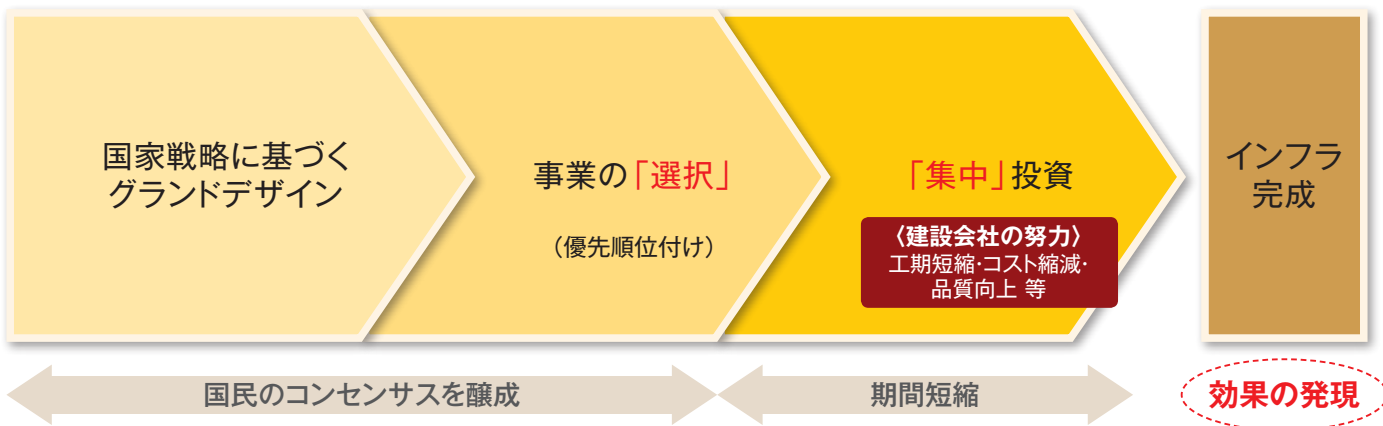 国家戦略に基づく
グランドデザイン
事業の「選択」
（優先順位付け）
「集中」投資
〈建設会社の努力〉
工期短縮・コスト縮減・
品質向上 等
インフラ
完成
国民のコンセンサスを醸成
期間短縮
効果の発現